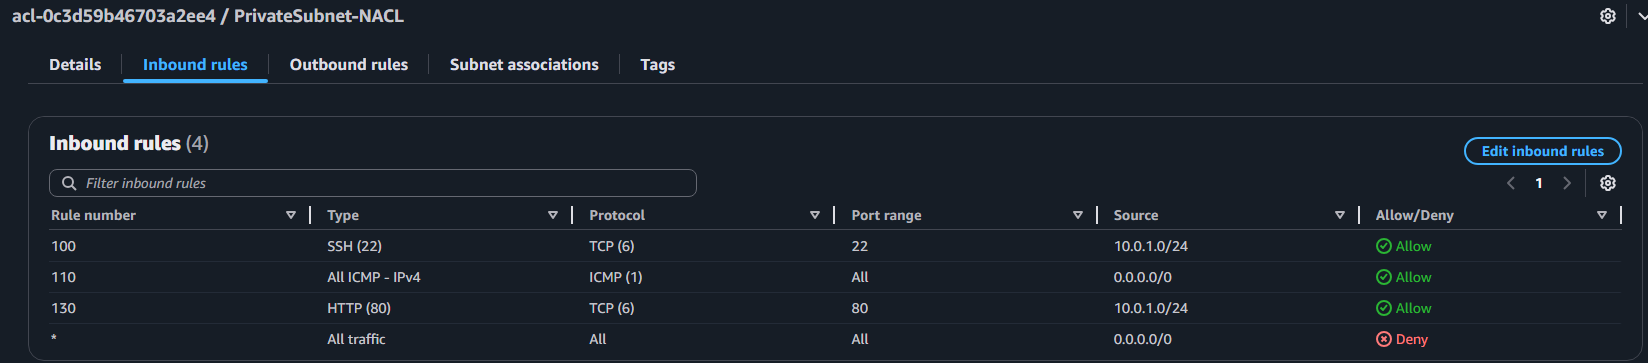 acl-0c3d59b46703a2ee4 / PrivateSubnet-NACL
Details Inbound rules Outbound rules Subnet associations Tags
Inbound rules (4)
Edit inbound rules
Filter inbound rules
1
Rule number Type Protocol Port range Source Allow/Deny
100 SSH (22) TCP (6) 22 10.0.1.0/24 Allow
110 All ICMP - IPv4 ICMP (1) All 0.0.0.0/0 Allow
130 HTTP (80) TCP (6) 80 10.0.1.0/24 Allow
* All traffic All All 0.0.0.0/0 Deny